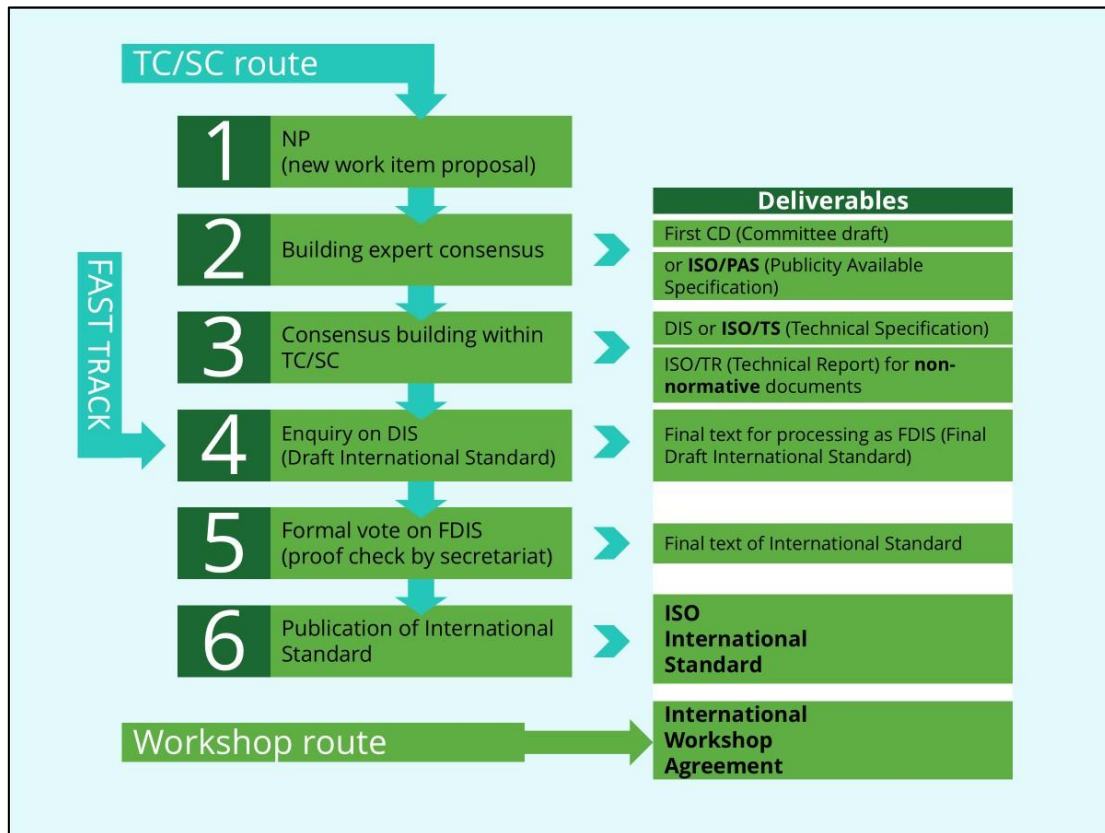 TC/SC route
1
NP
(new work item proposal)
2
Building expert consensus
3
Consensus building within
TC/SC
FAST TRACK
4
Enquiry on DIS
(Draft International Standard)
5
Formal vote on FDIS
(proof check by secretariat)
6
Publication of International
Standard
Deliverables
First CD (Committee draft)
or ISO/PAS (Publicity Available
Specification)
DIS or ISO/TS (Technical Specification)
ISO/TR (Technical Report) for non-
normative documents
Final text for processing as FDIS (Final
Draft International Standard)
Final text of International Standard
ISO
International
Standard
Workshop route
International
Workshop
Agreement